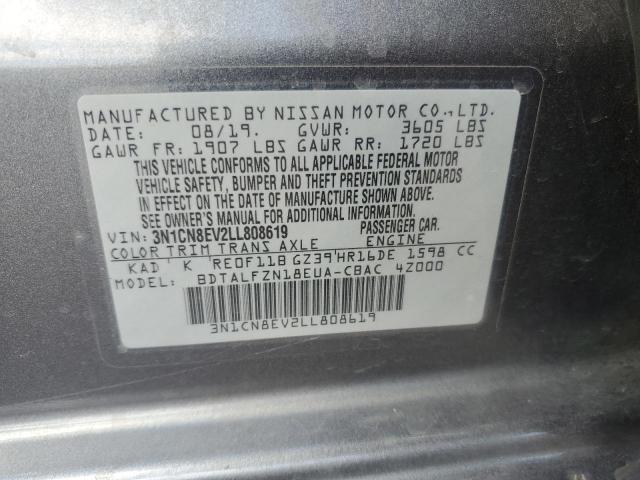 MANUFACTURED BY NISSAN MOTOR CO., LTD.
DATE: 08/19. GVWR: 3605 LBS
GAWR FR: 1907 LBS GAWR RR: 1720 LBS
THIS VEHICLE CONFORMS TO ALL APPLICABLE FEDERAL MOTOR
VEHICLE SAFETY, BUMPER AND THEFT PREVENTION STANDARDS
IN EFFECT ON THE DATE OF MANUFACTURE SHOWN ABOVE.
SEE OWNER'S MANUAL FOR ADDITIONAL INFORMATION.
VIN: 3N1CN8EV2LL808619 PASSENGER CAR.
COLOR TRIM TRANS AXLE ENGINE
KAD' K 'RE0F11B GZ39'HR16DE 1598 CC
MODEL: BDTALFZN18EUA-CBAC 4Z000
3N1CN8EV2LL808619